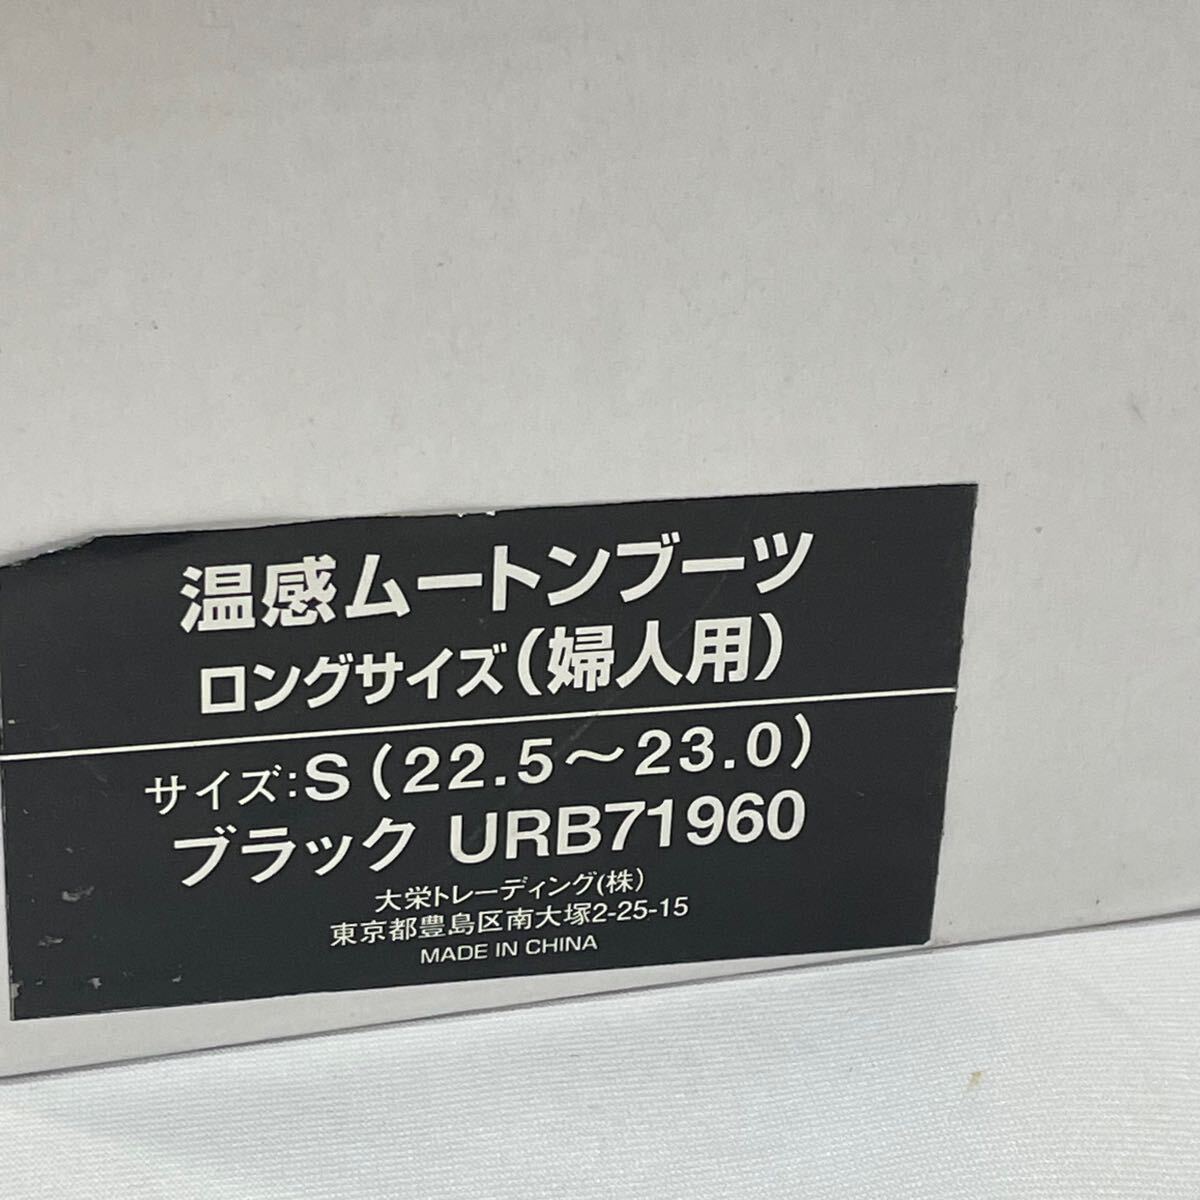 温感ムートンブーツ
ロングサイズ(婦人用)
サイズ:S(22.5〜23.0)
ブラック URB71960
大栄トレーディング(株)
東京都豊島区南大塚2-25-15
MADE IN CHINA